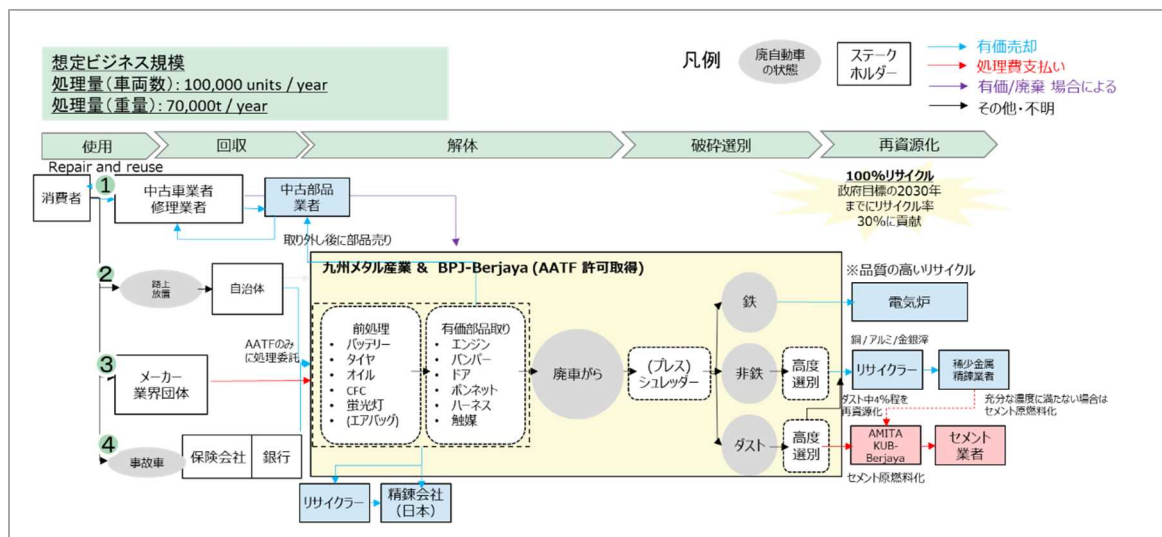 想定ビジネス規模
処理量(車両数): 100,000 units / year
処理量(重量): 70,000t / year
凡例
廃自動車
の状態
ステーク
ホルダー
有価売却
処理費支払い
有価/廃棄 場合による
その他・不明
使用
回収
解体
破砕選別
再資源化
Repair and reuse
消費者
1
中古車業者
修理業者
中古部品
業者
取り外し後に部品売り
100%リサイクル
政府目標の2030年
までにリサイクル率
30%に貢献
2
路上
放置
自治体
AATFのみ
に処理委託
3
メーカー
業界団体
4
事故車
保険会社
銀行
九州メタル産業 & BPJ-Berjaya (AATF 許可取得)
前処理
• バッテリー
• タイヤ
• オイル
• CFC
• 蛍光灯
• (エアバッグ)
有価部品取り
• エンジン
• バンパー
• ドア
• ボンネット
• ハーネス
• 触媒
廃車がら
(プレス)
シュレッダー
鉄
非鉄
ダスト
高度
選別
高度
選別
※品質の高いリサイクル
電気炉
銅/アルミ/金銀滓
リサイクラー
稀少金属
精錬業者
ダスト中4%程を
再資源化
充分な濃度に満たない場合は
セメント原燃料化
AMITA
KUB-
Berjaya
セメント
業者
セメント原燃料化
リサイクラー
精錬会社
(日本)